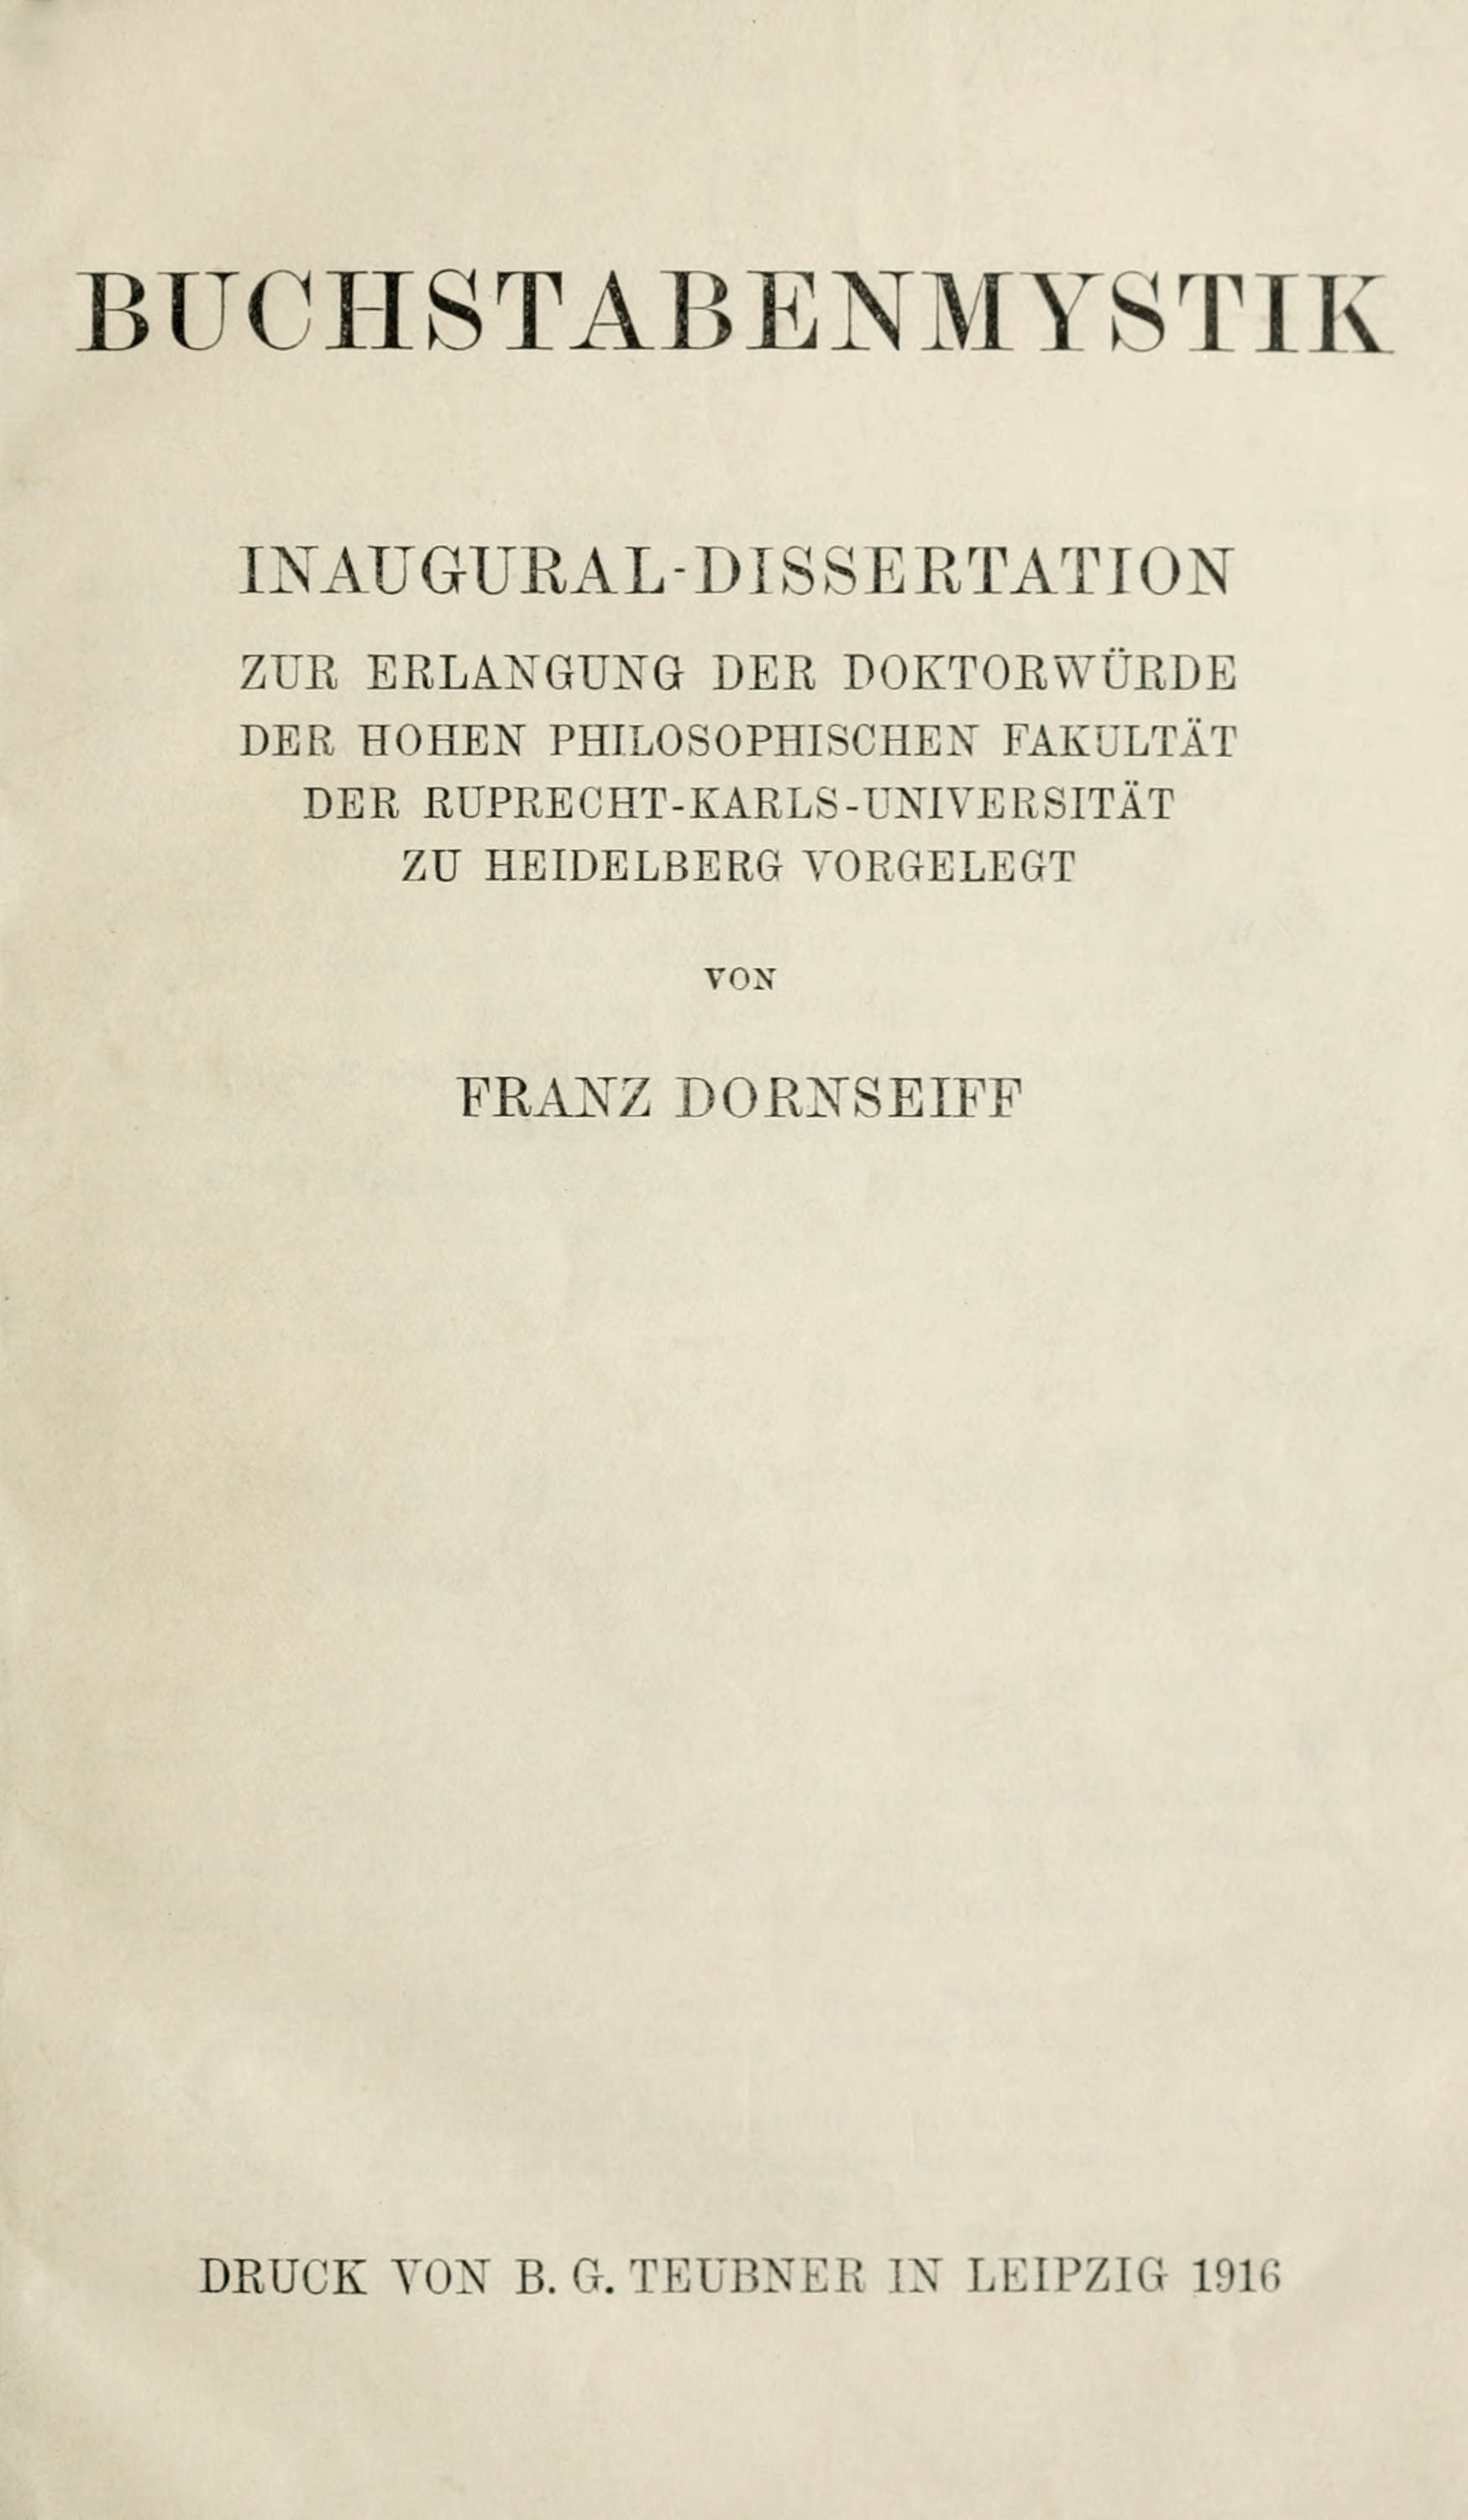 BUCHSTABENMYSTIK
INAUGURAL-DISSERTATION
ZUR ERLANGUNG DER DOKTORWÜRDE
DER HOHEN PHILOSOPHISCHEN FAKULTÄT
DER RUPRECHT-KARLS-UNIVERSITÄT
ZU HEIDELBERG VORGELEGT
VON
FRANZ DORNSEIFF
DRUCK VON B. G. TEUBNER IN LEIPZIG 1916